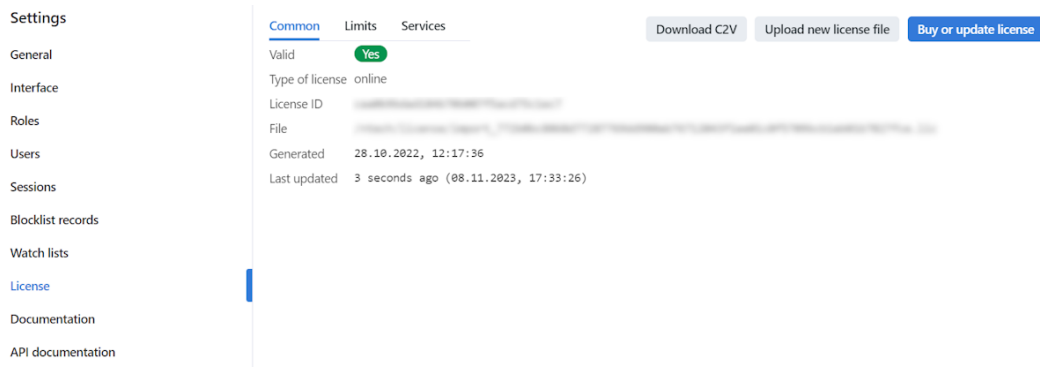 Settings
General
Interface
Roles
Users
Sessions
Blocklist records
Watch lists
License
Documentation
API documentation
Common Limits Services Download C2V Upload new license file Buy or update license
Valid Yes
Type of license online
License ID
File
Generated 28.10.2022, 12:17:36
Last updated 3 seconds ago (08.11.2023, 17:33:26)